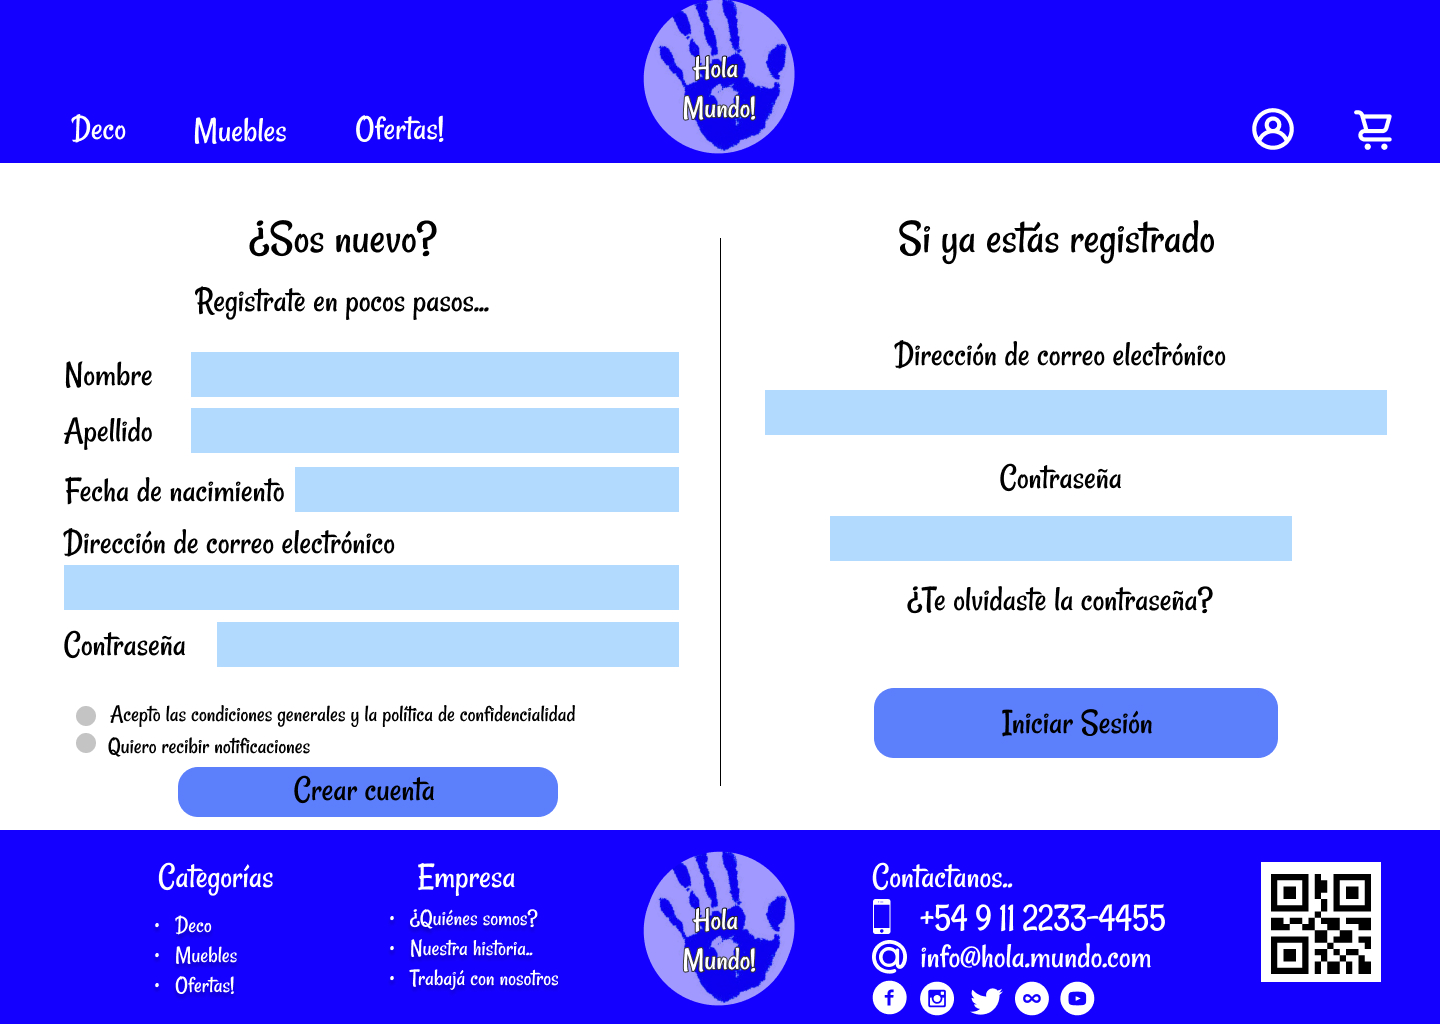 Hola
Mundo!
Deco
Muebles
Ofertas!
¿Sos nuevo?
Registrate en pocos pasos...
Nombre
Apellido
Fecha de nacimiento
Dirección de correo electrónico
Contraseña
Acepto las condiciones generales y la política de confidencialidad
Quiero recibir notificaciones
Crear cuenta
Si ya estás registrado
Dirección de correo electrónico
Contraseña
¿Te olvidaste la contraseña?
Iniciar Sesión
Categorías
• Deco
• Muebles
• Ofertas!
Empresa
• ¿Quiénes somos?
• Nuestra historia..
• Trabajá con nosotros
Hola
Mundo!
Contactanos..
+54 9 11 2233-4455
info@hola.mundo.com